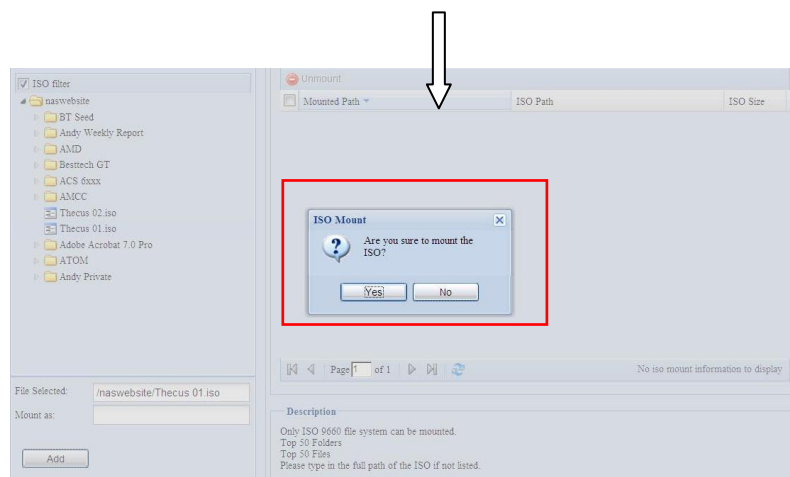 ISO filter
naswebsite
BT Seed
Andy Weekly Report
AMD
Besttech GT
ACS 6xxx
AMCC
Thecus 02.iso
Thecus 01.iso
Adobe Acrobat 7.0 Pro
ATOM
Andy Private
File Selected: /naswebsite/Thecus 01.iso
Mount as:
Add
Unmount
Mounted Path ISO Path ISO Size
ISO Mount
Are you sure to mount the
ISO?
Yes No
Page 1 of 1 No iso mount information to display
Description
Only ISO 9660 file system can be mounted.
Top 50 Folders
Top 50 Files
Please type in the full path of the ISO if not listed.